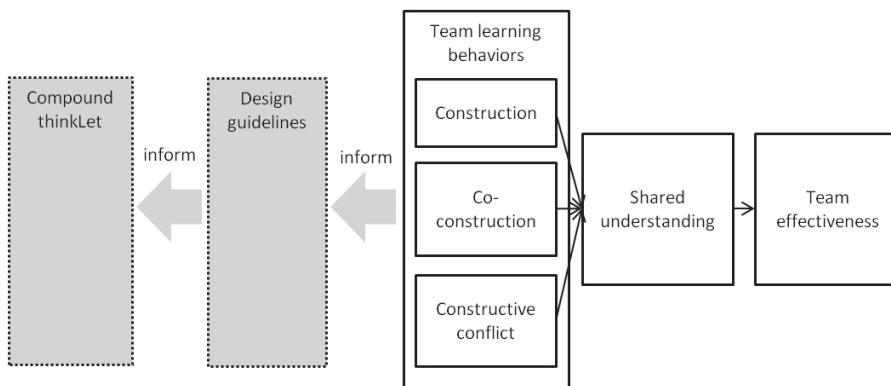 Compound
thinkLet
inform
Design
guidelines
inform
Team learning
behaviors
Construction
Co-
construction
Constructive
conflict
Shared
understanding
Team
effectiveness